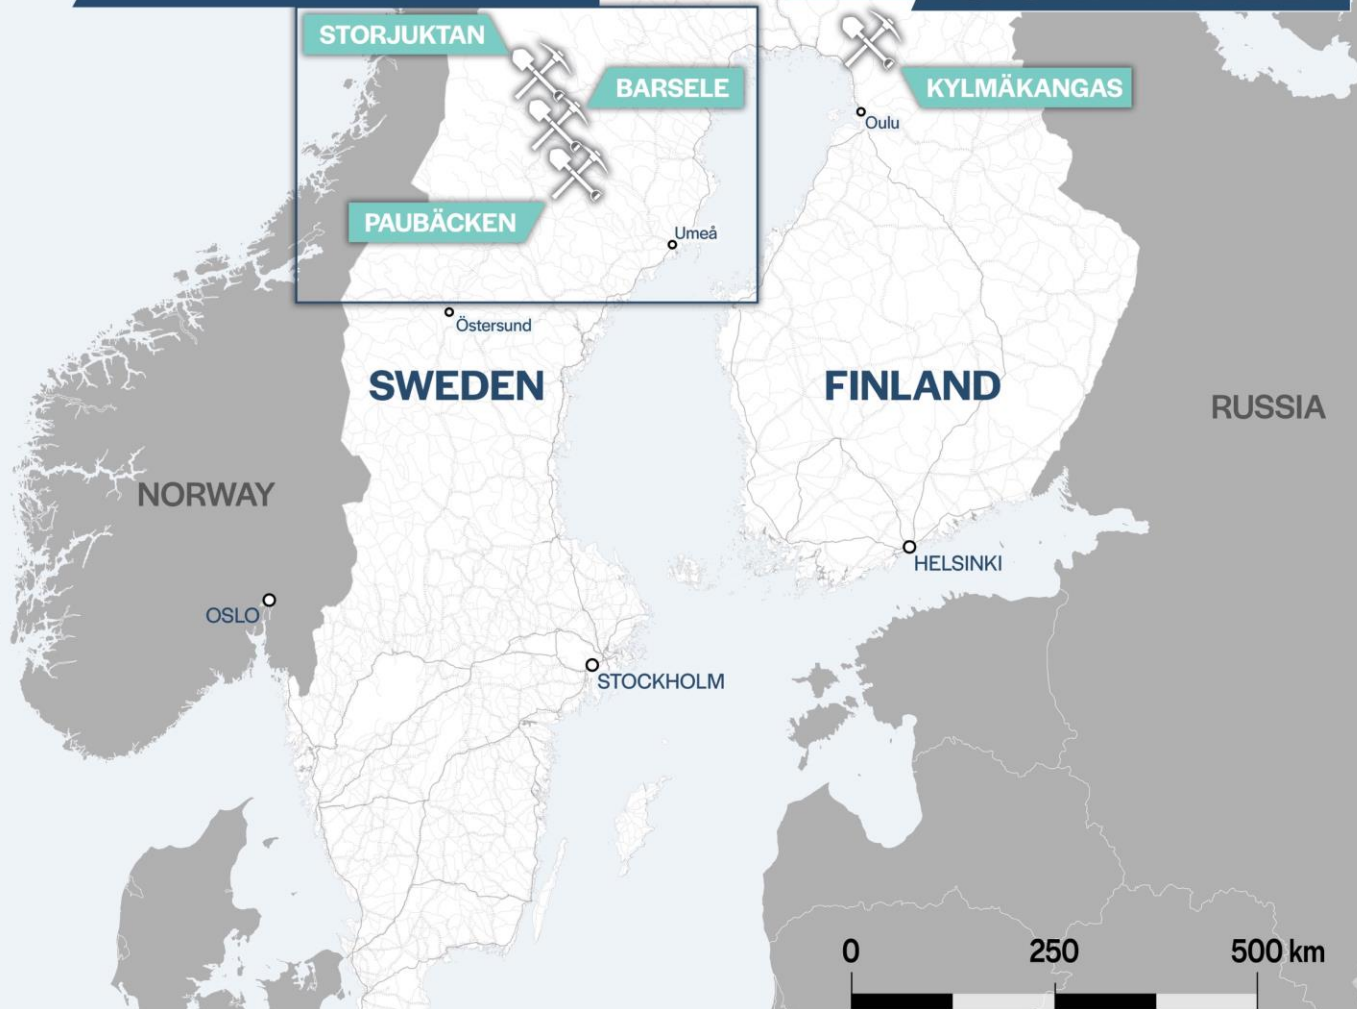 STORJUKTAN
BARSELE
KYLMÄKANGAS
Oulu
PAUBÄCKEN
Umeå
Östersund
SWEDEN
FINLAND
RUSSIA
NORWAY
HELSINKI
OSLO
STOCKHOLM
0 250 500 km